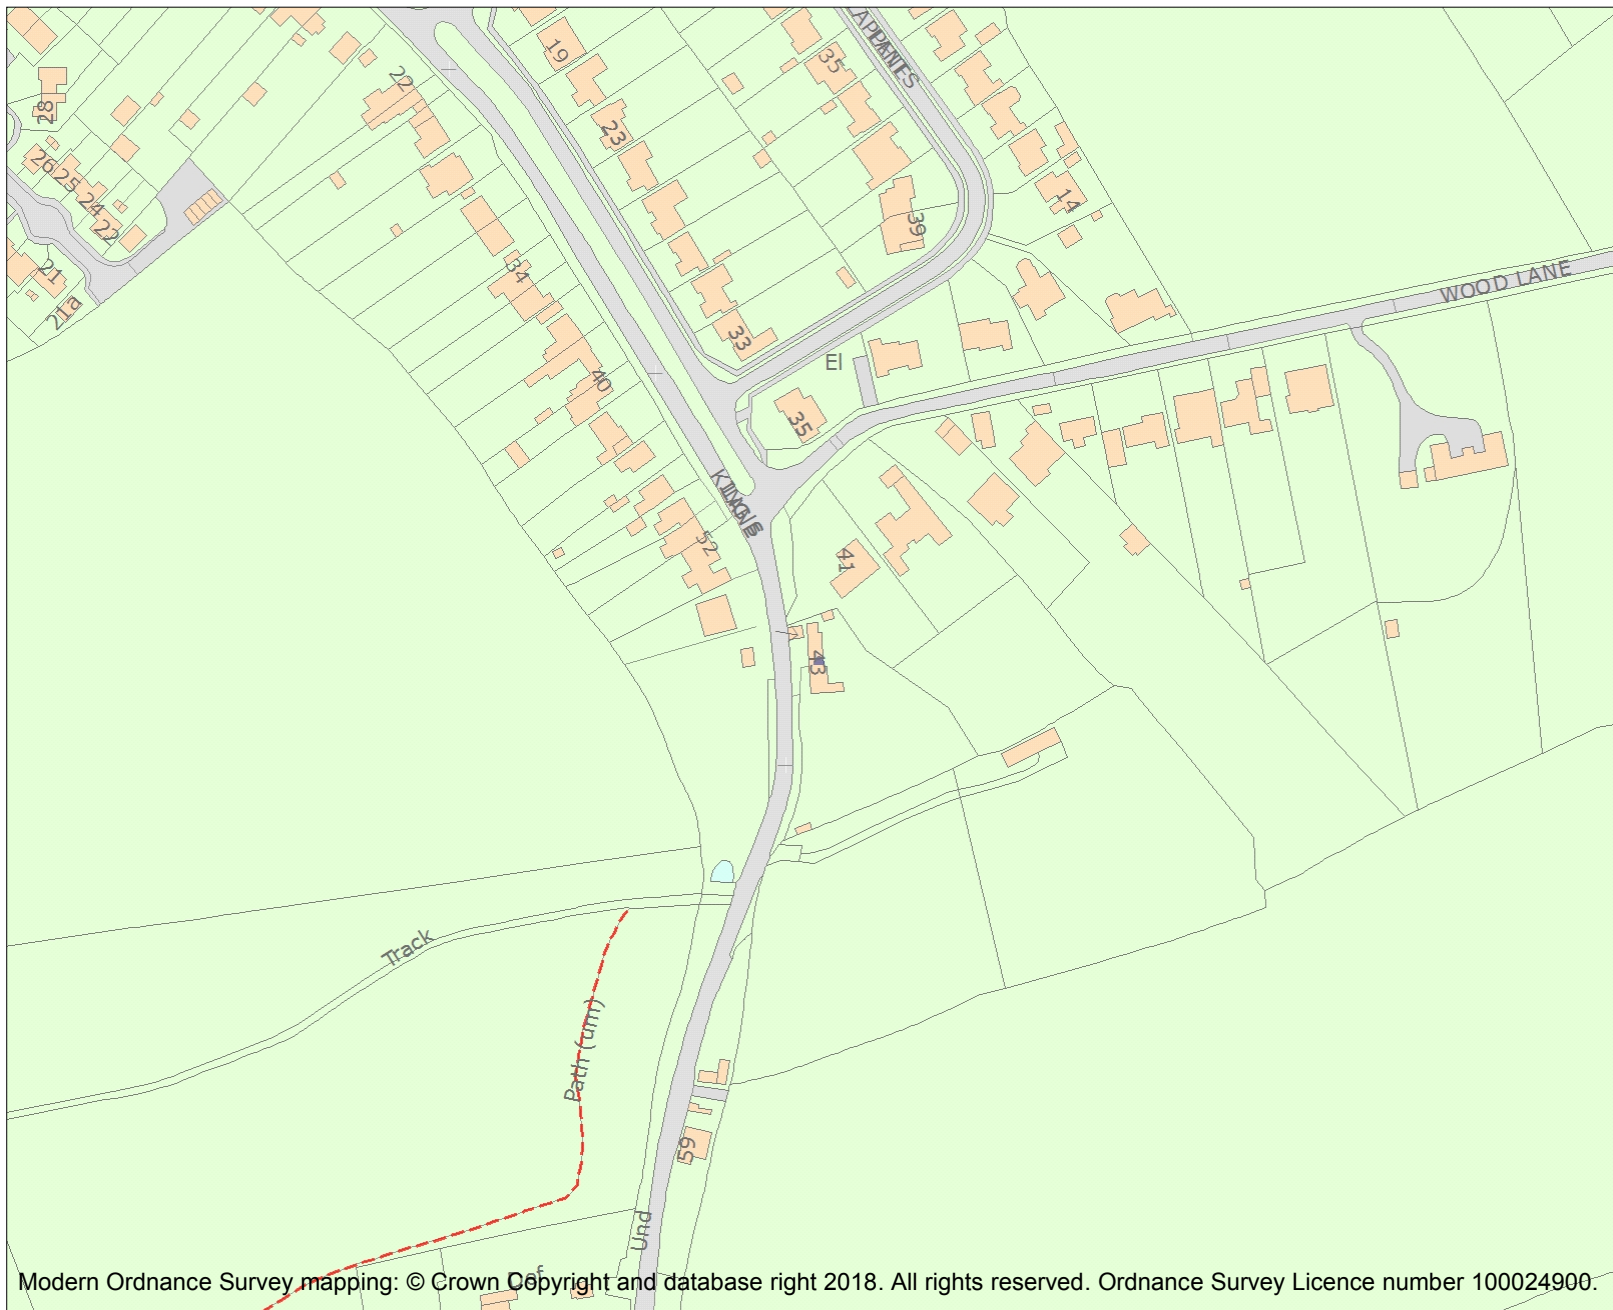 19
35
22
28
23
26
25
24
22
14
39
21
21a
34
WOOD LANE
33
El
40
35
52
41
43
Track
Path (um)
59
Und
Modern Ordnance Survey mapping: © Crown Copyright and database right 2018. All rights reserved. Ordnance Survey Licence number 100024900.